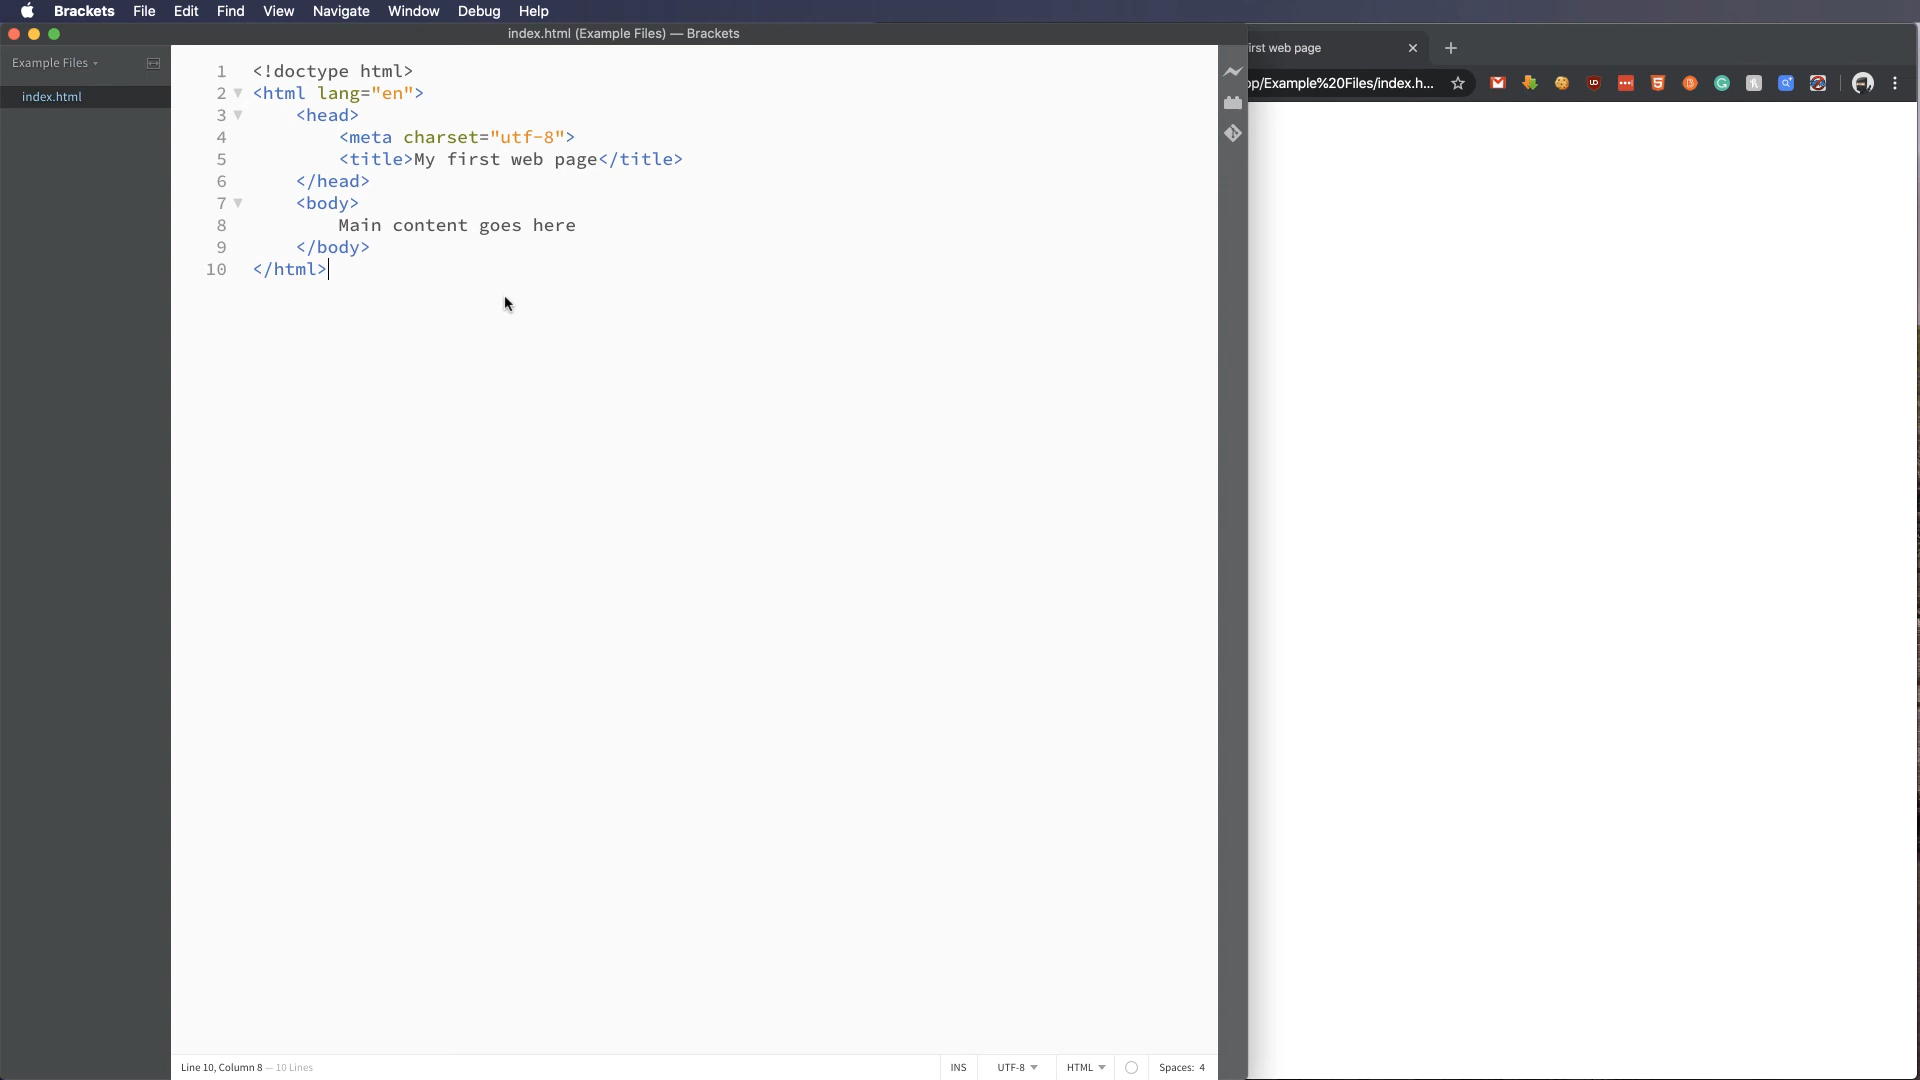 Brackets File Edit Find View Navigate Window Debug Help
index.html (Example Files) — Brackets
Example Files
index.html
1 <!doctype html>
2 <html lang="en">
3 <head>
4 <meta charset="utf-8">
5 <title>My first web page</title>
6 </head>
7 <body>
8 Main content goes here
9 </body>
10 </html>
irst web page
op/Example%20Files/index.h...
Line 10, Column 8 — 10 Lines
INS UTF-8 HTML Spaces: 4